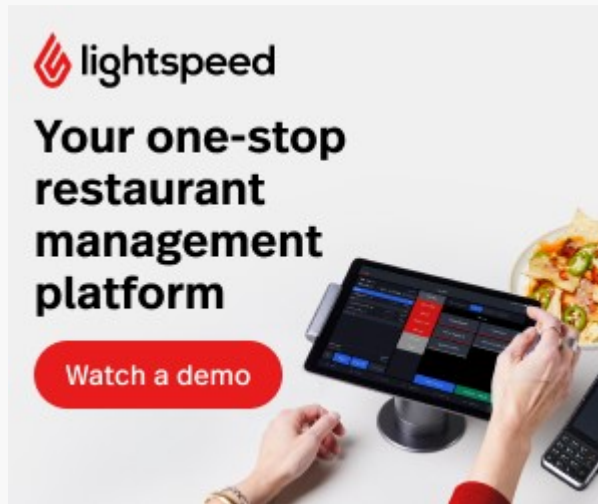 lightspeed
Your one-stop
restaurant
management
platform
Watch a demo